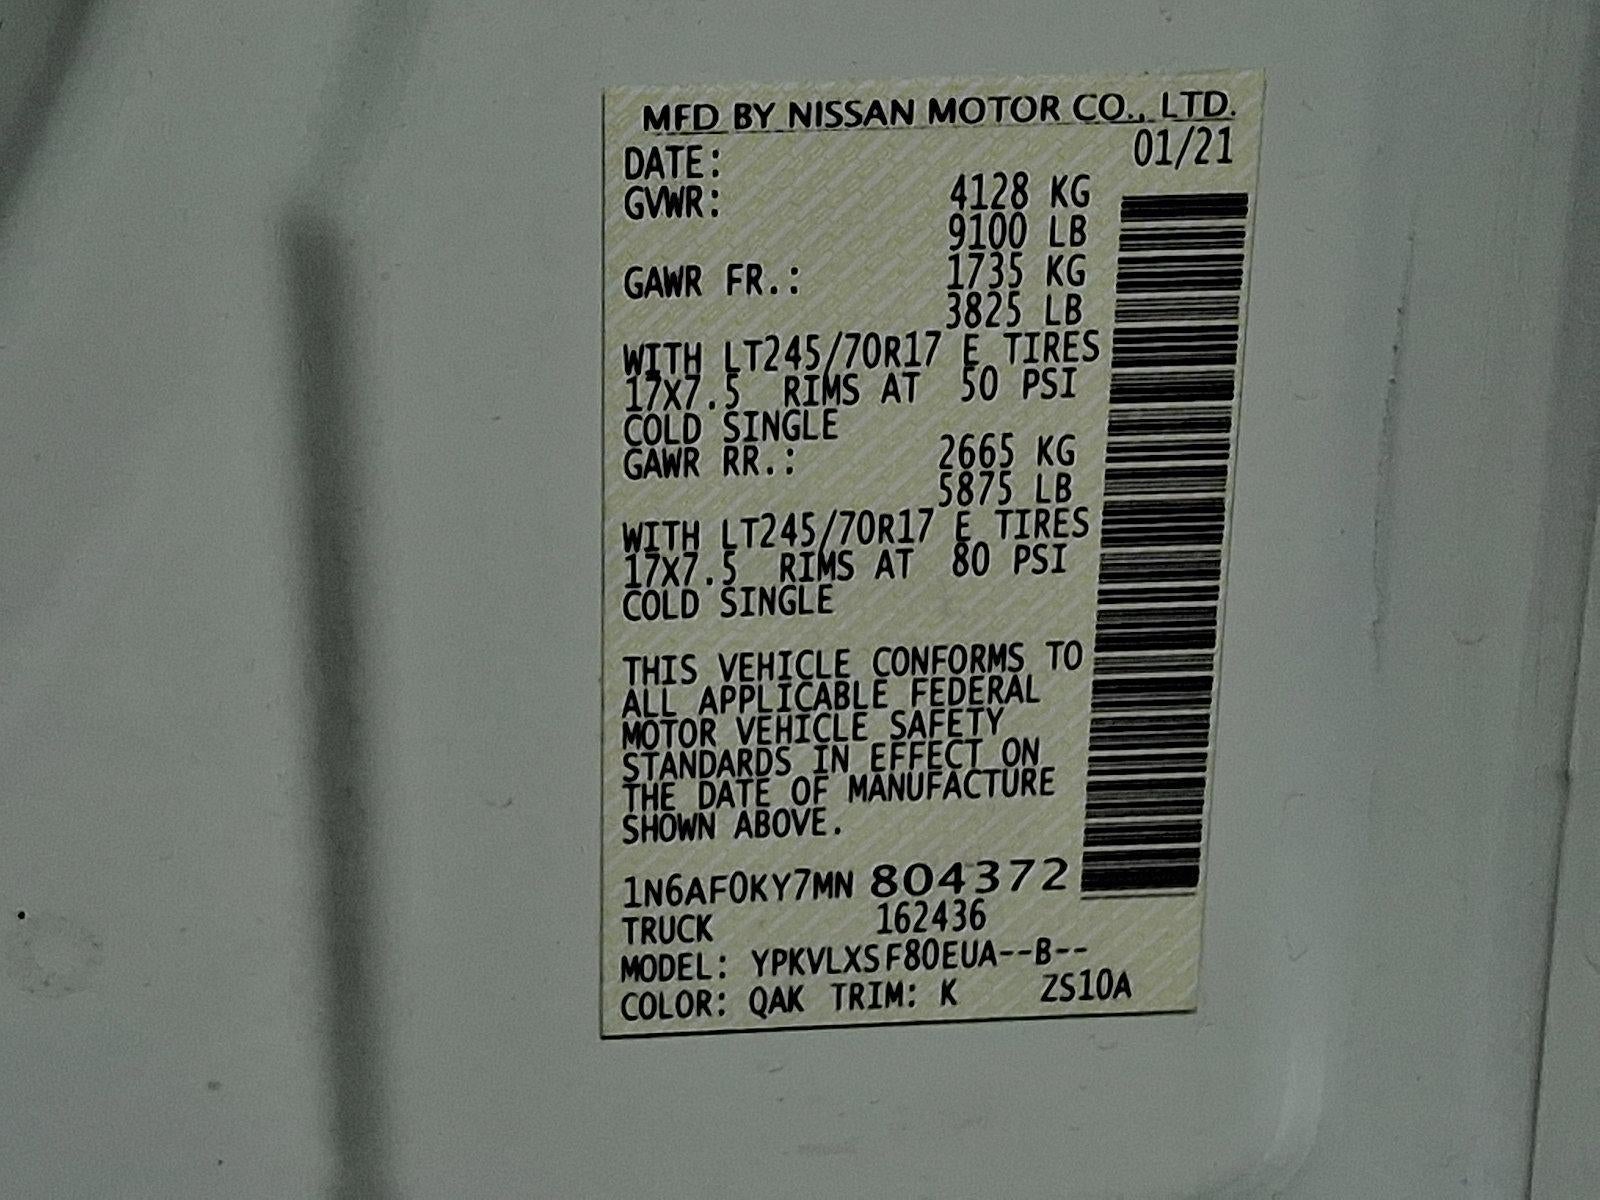 MFD BY NISSAN MOTOR CO., LTD.
DATE: 01/21
GVWR: 4128 KG
9100 LB
GAWR FR.: 1735 KG
3825 LB
WITH LT245/70R17 E TIRES
17X7.5 RIMS AT 50 PSI
COLD SINGLE
GAWR RR.: 2665 KG
5875 LB
WITH LT245/70R17 E TIRES
17X7.5 RIMS AT 80 PSI
COLD SINGLE
THIS VEHICLE CONFORMS TO
ALL APPLICABLE FEDERAL
MOTOR VEHICLE SAFETY
STANDARDS IN EFFECT ON
THE DATE OF MANUFACTURE
SHOWN ABOVE.
1N6AF0KY7MN 804372
TRUCK 162436
MODEL: YPKVLXSF80EUA--B--
COLOR: QAK TRIM: K ZS10A